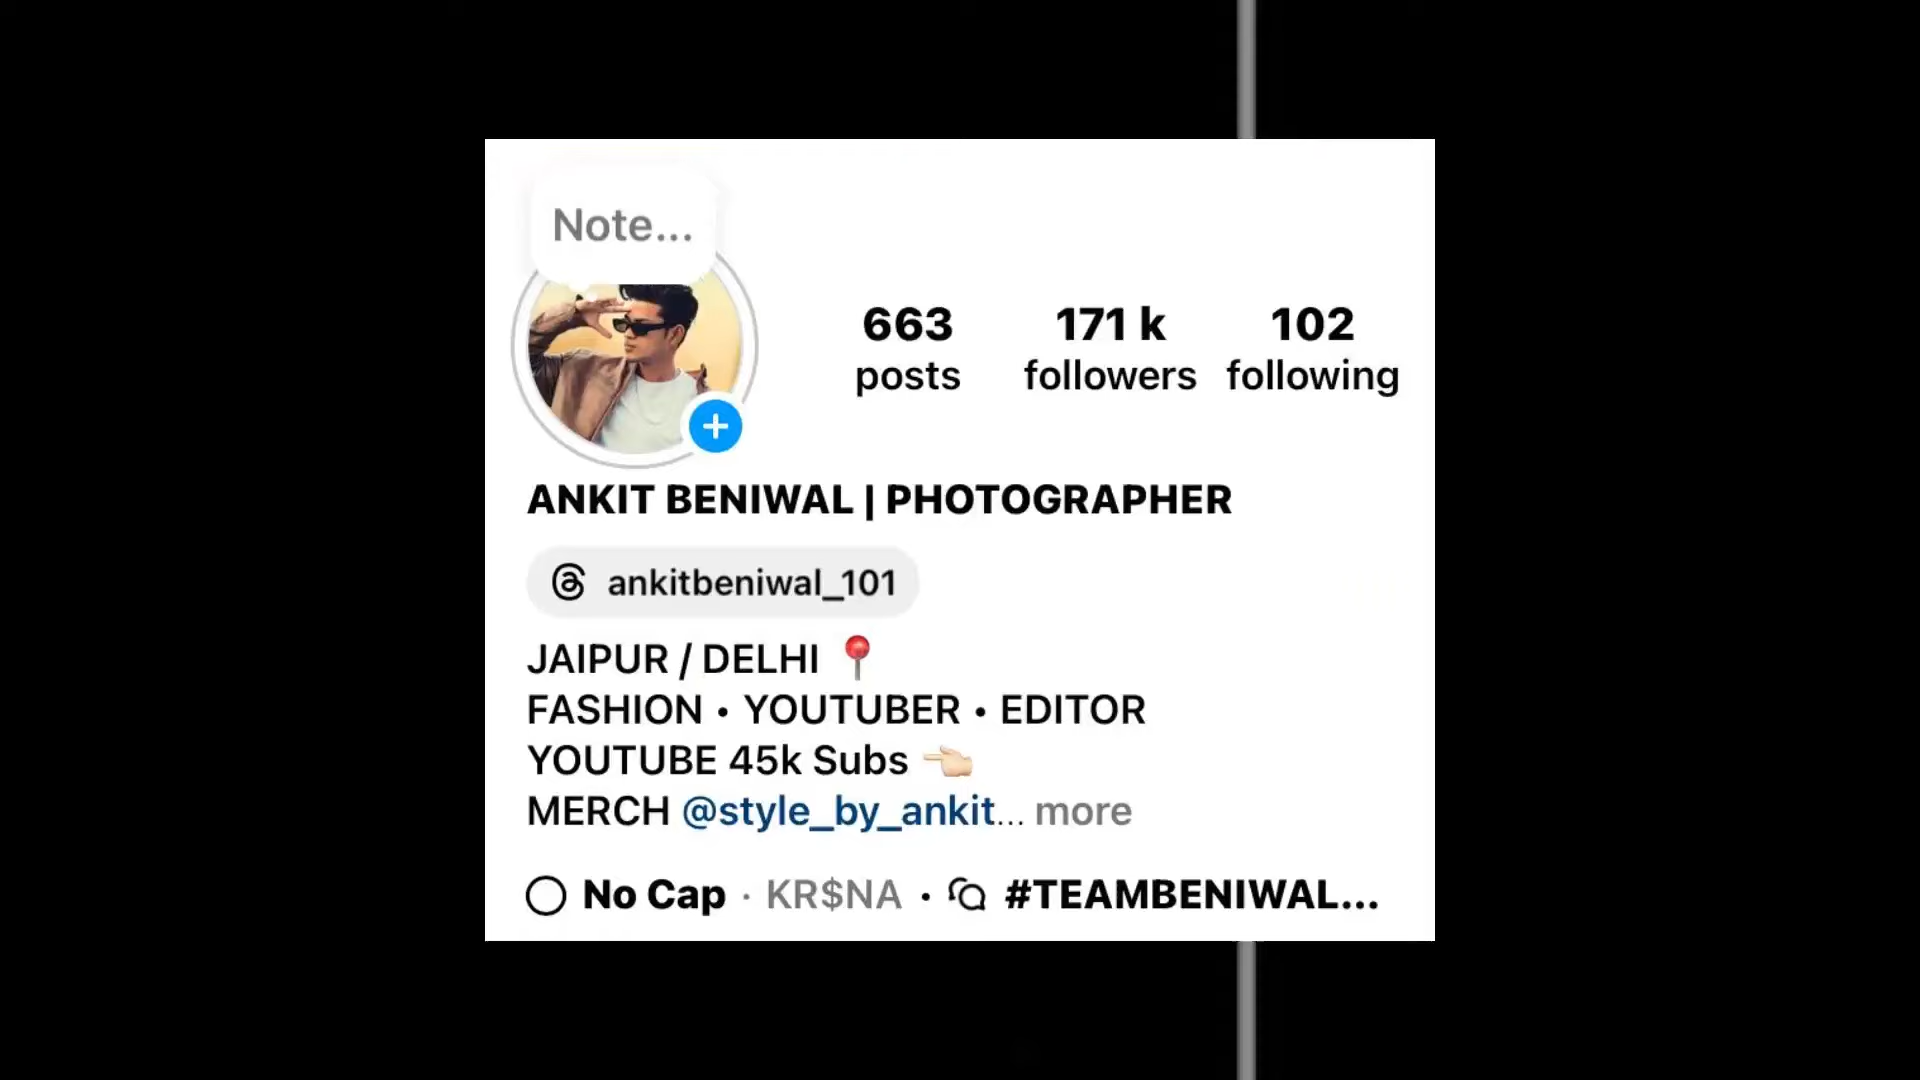 Note...
663 171 k 102
posts followers following
ANKIT BENIWAL | PHOTOGRAPHER
ankitbeniwal_101
JAIPUR / DELHI 📍
FASHION • YOUTUBER • EDITOR
YOUTUBE 45k Subs 👈🏻
MERCH @style_by_ankit... more
No Cap · KR$NA · #TEAMBENIWAL...